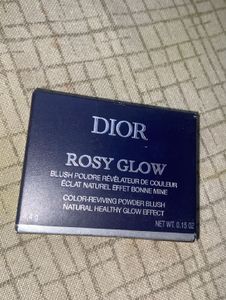 DIOR
ROSY GLOW
BLUSH POUDRE RÉVÉLATEUR DE COULEUR
ÉCLAT NATUREL EFFET BONNE MINE
COLOR-REVIVING POWDER BLUSH
NATURAL HEALTHY GLOW EFFECT
NET WT. 0.15 OZ